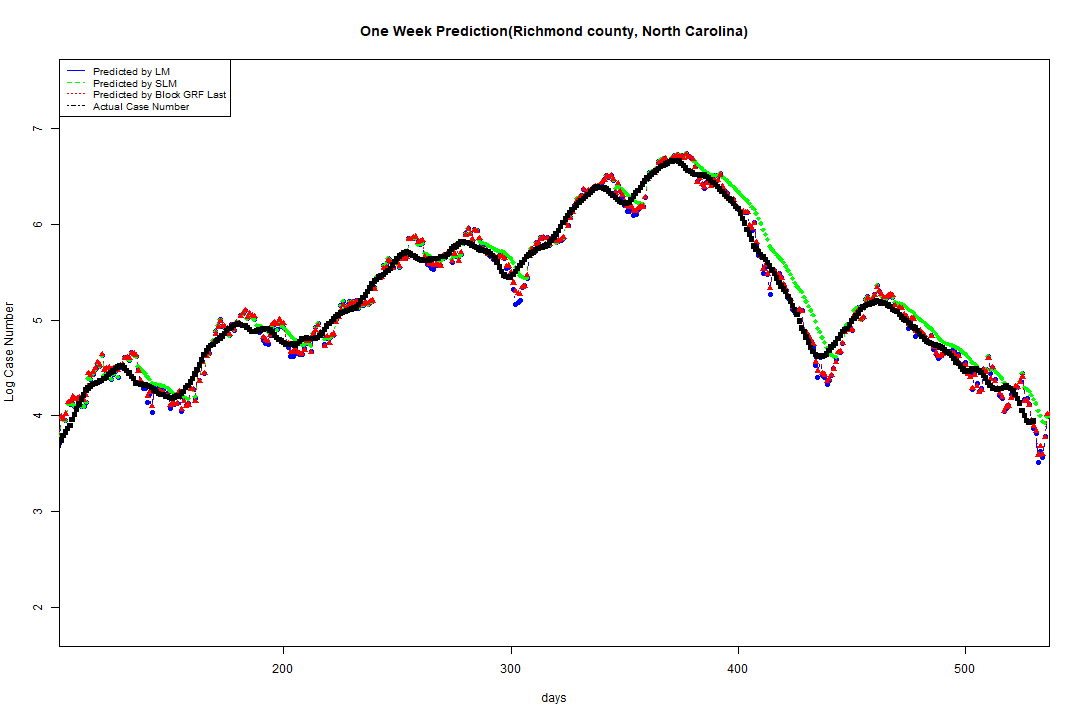 One Week Prediction(Richmond county, North Carolina)
Predicted by LM
Predicted by SLM
Predicted by Block GRF Last
Actual Case Number
7
6
5
4
3
2
Log Case Number
200 300 400 500
days